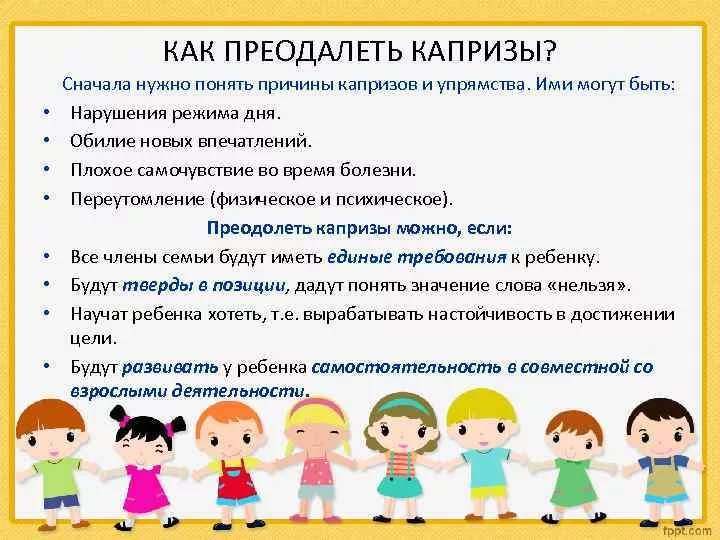 КАК ПРЕОДАЛЕТЬ КАПРИЗЫ?
Сначала нужно понять причины капризов и упрямства. Ими могут быть:
• Нарушения режима дня.
• Обилие новых впечатлений.
• Плохое самочувствие во время болезни.
• Переутомление (физическое и психическое).
Преодолеть капризы можно, если:
• Все члены семьи будут иметь единые требования к ребенку.
• Будут тверды в позиции, дадут понять значение слова «нельзя».
• Научат ребенка хотеть, т.е. вырабатывать настойчивость в достижении
цели.
• Будут развивать у ребенка самостоятельность в совместной со
взрослыми деятельности.
fppt.com